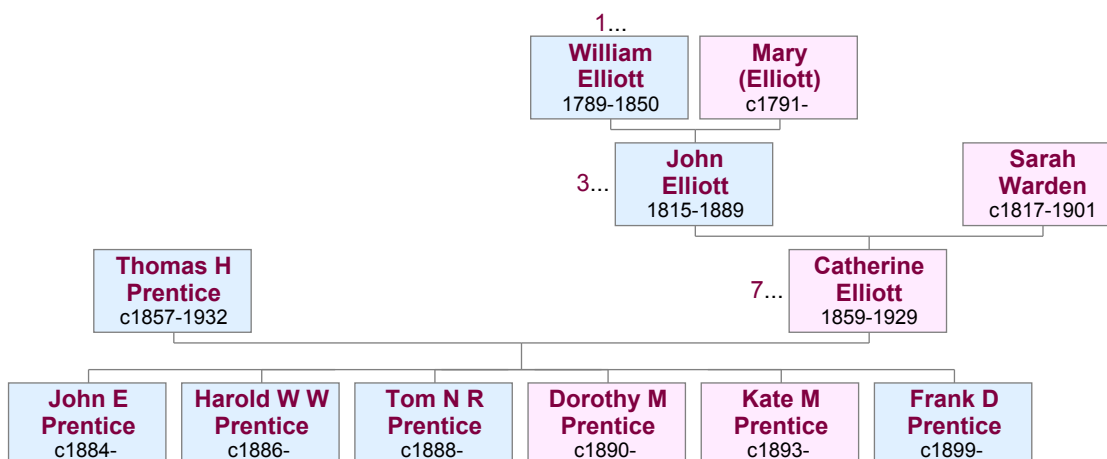 1...
William
Elliott
1789-1850
Mary
(Elliott)
c1791-
3...
John
Elliott
1815-1889
Sarah
Warden
c1817-1901
Thomas H
Prentice
c1857-1932
7...
Catherine
Elliott
1859-1929
John E
Prentice
c1884-
Harold W W
Prentice
c1886-
Tom N R
Prentice
c1888-
Dorothy M
Prentice
c1890-
Kate M
Prentice
c1893-
Frank D
Prentice
c1899-